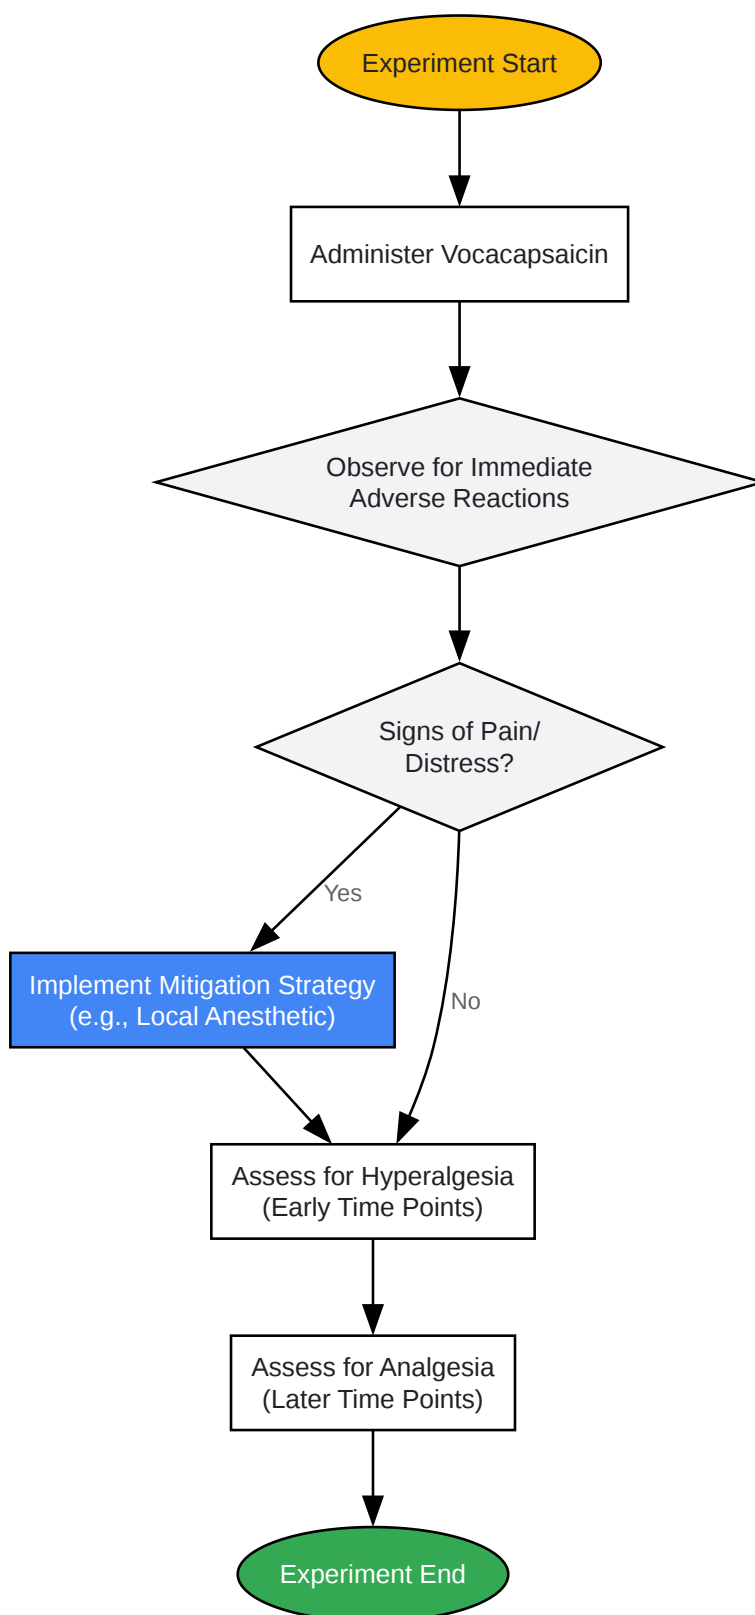 Experiment Start
Administer Vocacapsaicin
Observe for Immediate
Adverse Reactions
Signs of Pain/
Distress?
Yes
Implement Mitigation Strategy
(e.g., Local Anesthetic)
No
Assess for Hyperalgesia
(Early Time Points)
Assess for Analgesia
(Later Time Points)
Experiment End